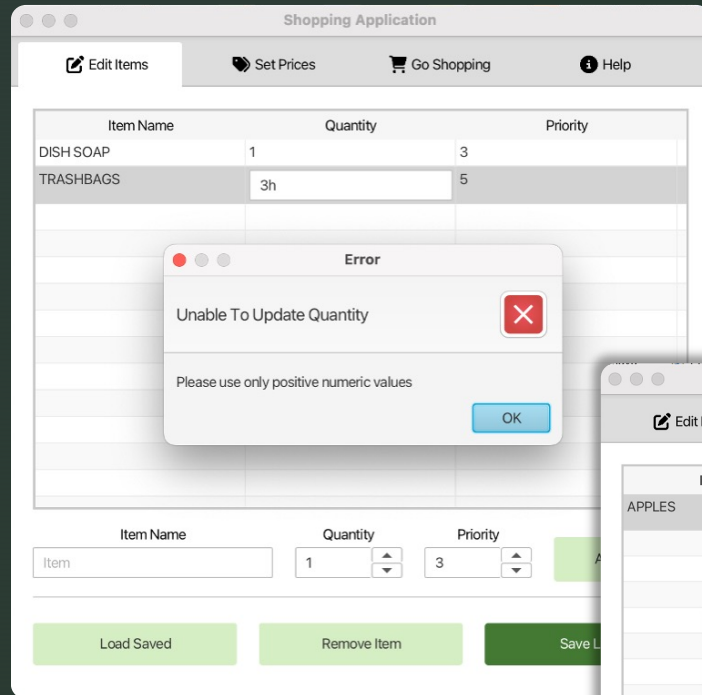 Shopping Application
Edit Items Set Prices Go Shopping Help
Item Name Quantity Priority
DISH SOAP 1 3
TRASHBAGS 3h 5
Error
Unable To Update Quantity
Please use only positive numeric values
OK
Item Name Quantity Priority
Item 1 3
Load Saved Remove Item Save
Edit
APPLES